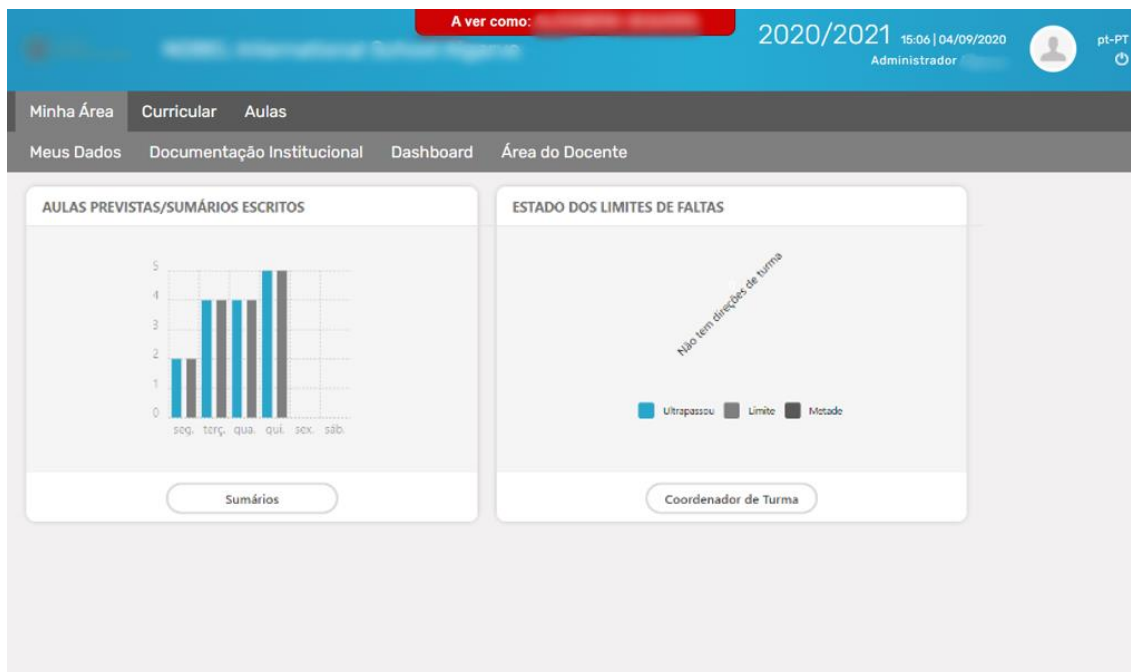 A ver como:
2020/2021 15:06 | 04/09/2020
Administrador
pt-PT
Minha Área Curricular Aulas
Meus Dados Documentação Institucional Dashboard Área do Docente
AULAS PREVISTAS/SUMÁRIOS ESCRITOS
5
4
3
2
1
0
seg. terç. qua. qui. sex. sáb.
Sumários
ESTADO DOS LIMITES DE FALTAS
Não tem direções de turma
Ultrapassou Limite Metade
Coordenador de Turma